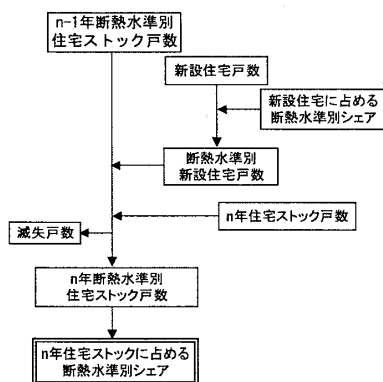 n-1年断熱水準別
住宅ストック戸数
新設住宅戸数
新設住宅に占める
断熱水準別シェア
断熱水準別
新設住宅戸数
n年住宅ストック戸数
滅失戸数
n年断熱水準別
住宅ストック戸数
n年住宅ストックに占める
断熱水準別シェア